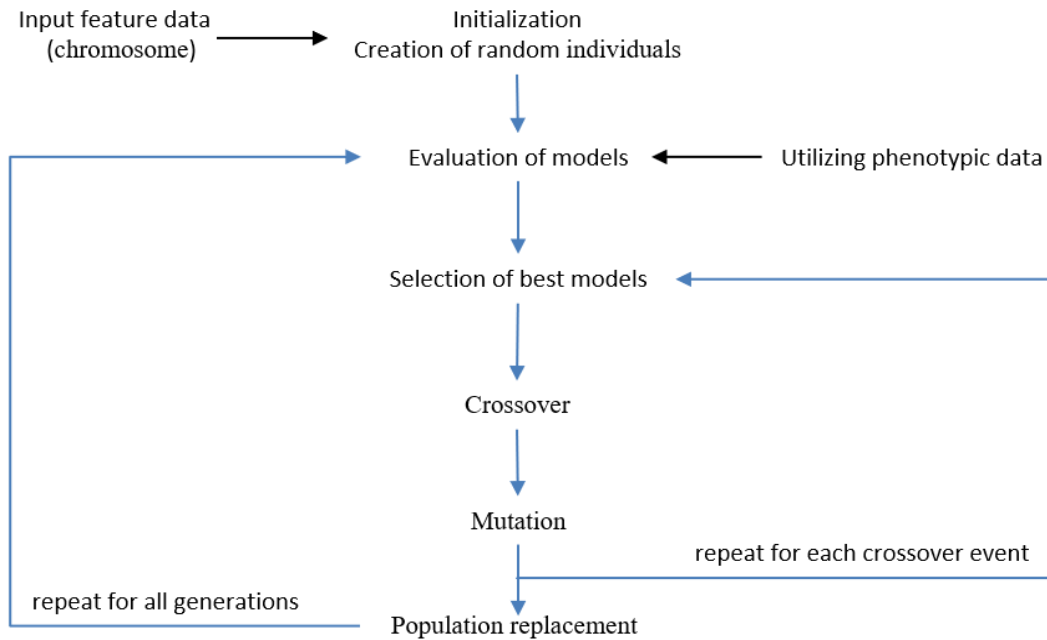 Input feature data
(chromosome)
Initialization
Creation of random individuals
Evaluation of models
Utilizing phenotypic data
Selection of best models
Crossover
Mutation
repeat for each crossover event
repeat for all generations
Population replacement